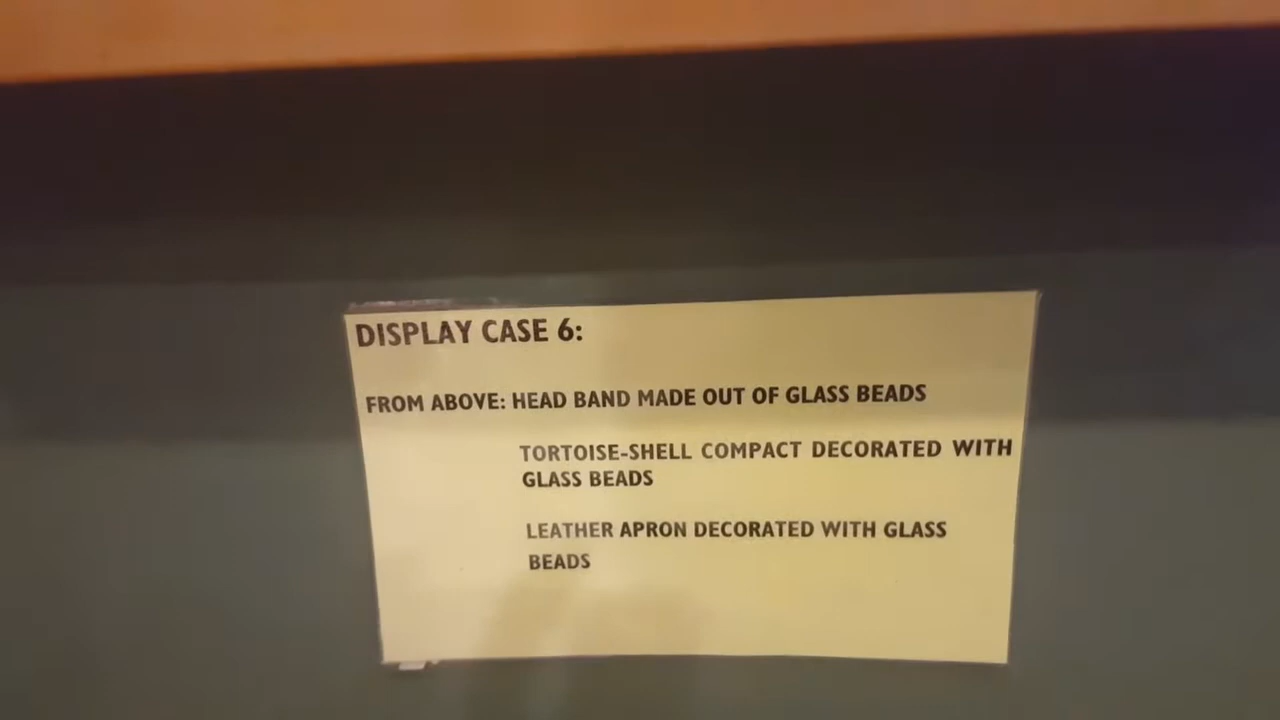 DISPLAY CASE 6:
FROM ABOVE: HEAD BAND MADE OUT OF GLASS BEADS
TORTOISE-SHELL COMPACT DECORATED WITH
GLASS BEADS
LEATHER APRON DECORATED WITH GLASS
BEADS